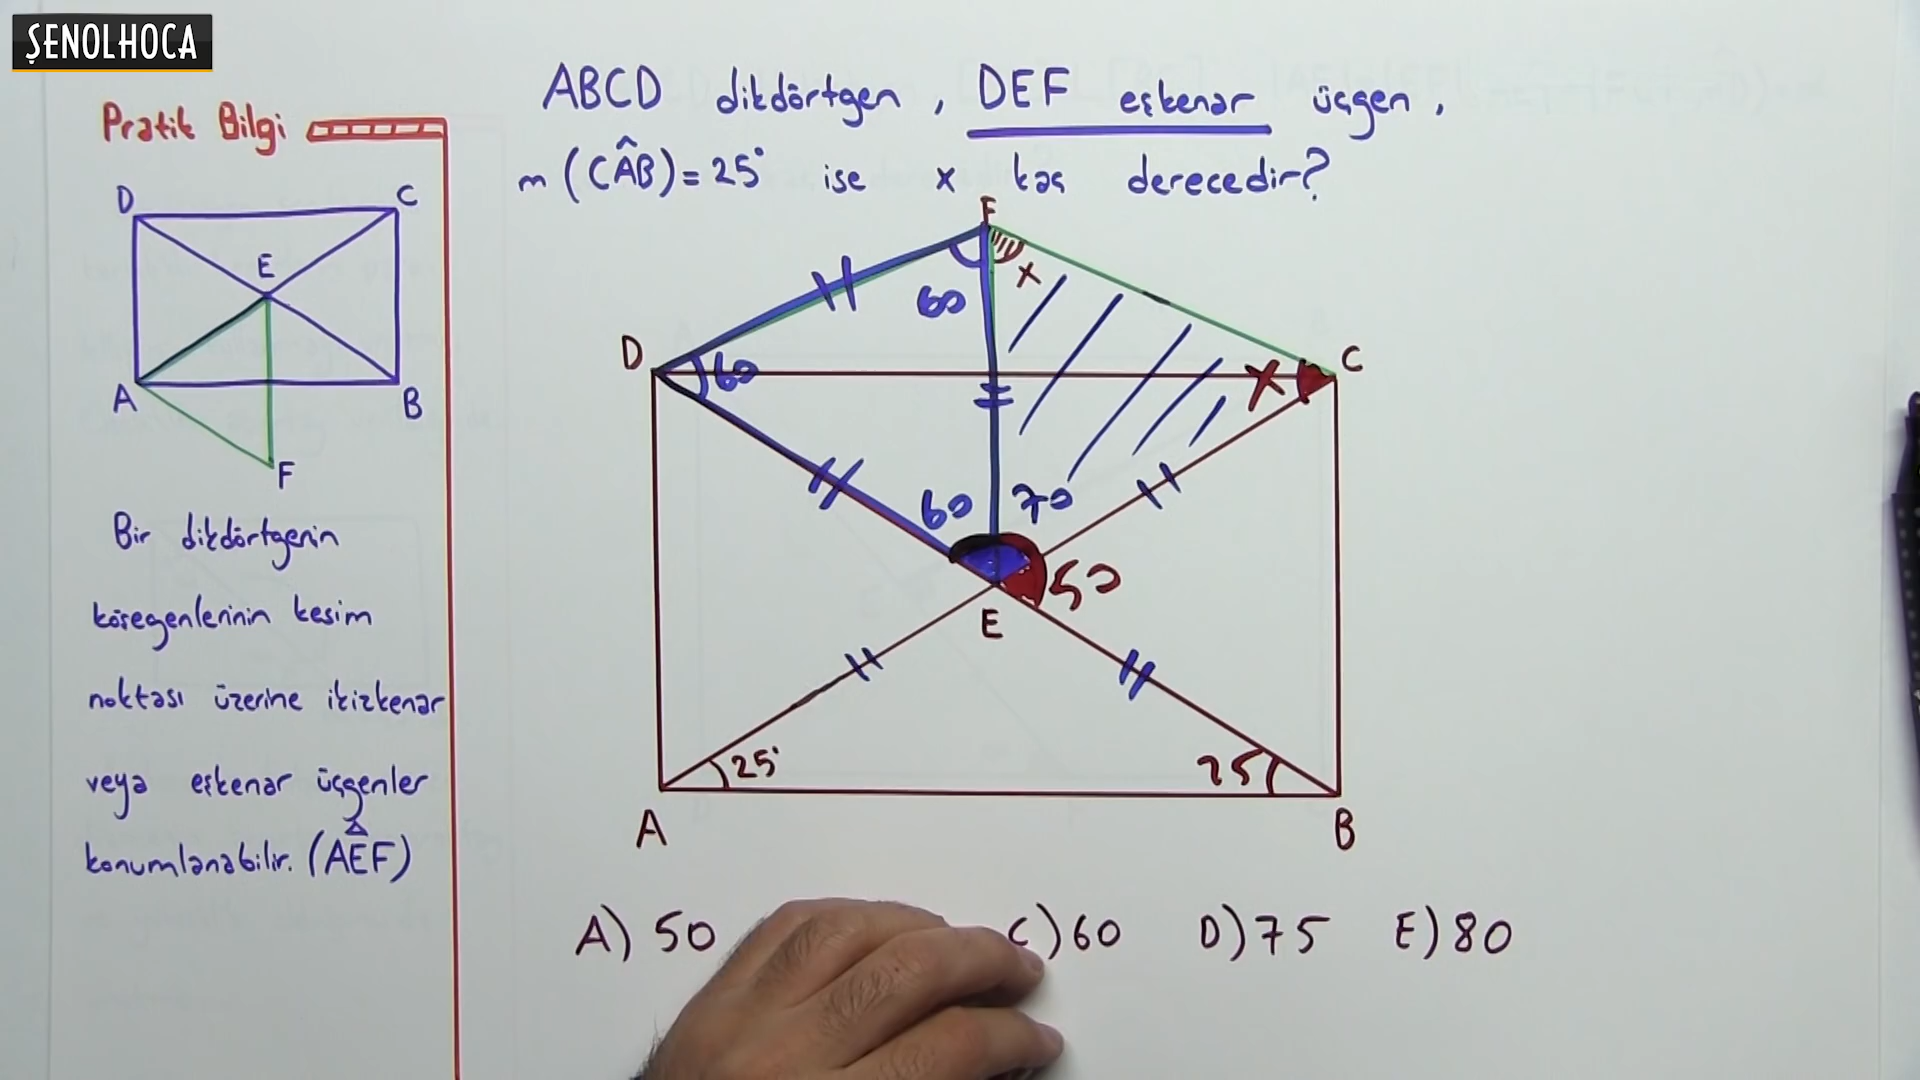 ŞENOLHOCA
Pratik Bilgi
D
C
E
A
B
F
Bir dikdörtgenin
köşegenlerinin kesim
noktası üzerine ikizkenar
veya eşkenar üçgenler
konumlanabilir. (AEF)
ABCD dikdörtgen, DEF eşkenar üçgen,
m(CAB)=25° ise x kaç derecedir?
F
60 x
D 60 x C
60 70
50
E
25° 25
A B
A) 50 C) 60 D) 75 E) 80